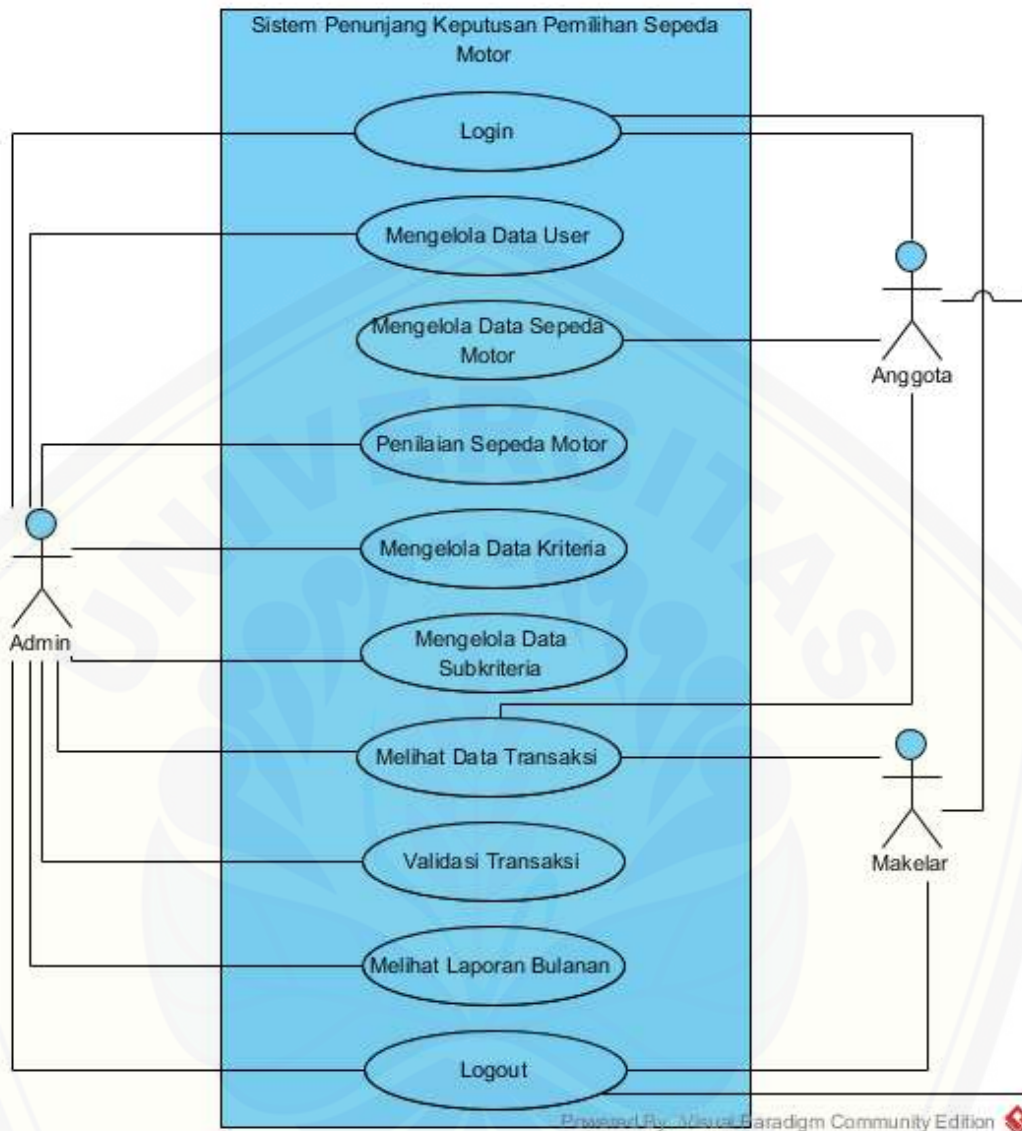 Sistem Penunjang Keputusan Pemilihan Sepeda
Motor
Login
Mengelola Data User
Mengelola Data Sepeda
Motor
Anggota
Penilaian Sepeda Motor
Mengelola Data Kriteria
Admin
Mengelola Data
Subkriteria
Melihat Data Transaksi
Validasi Transaksi
Makelar
Melihat Laporan Bulanan
Logout
Powered By Visual Paradigm Community Edition
UNIVERSITAS